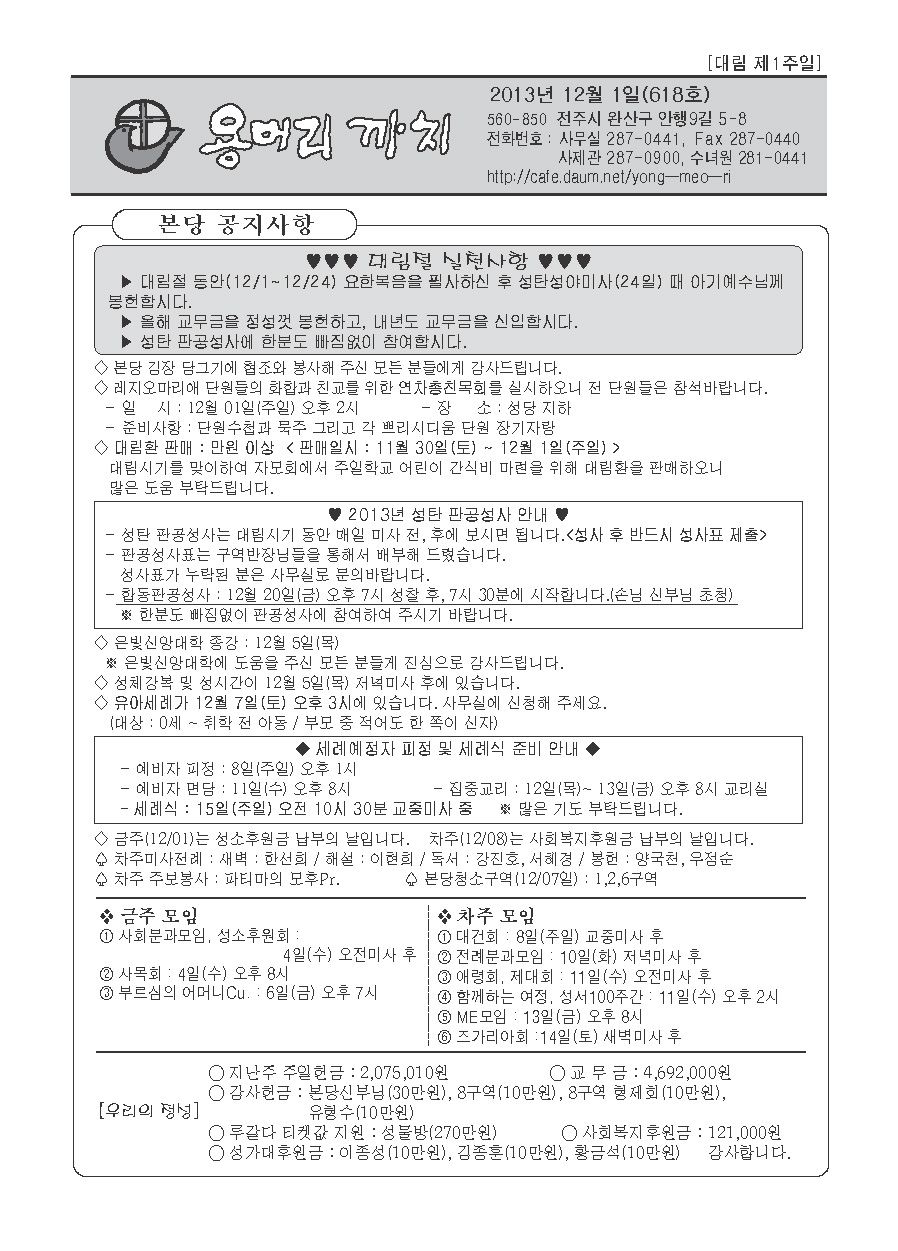 [대림 제1주일]
용머리 까치
2013년 12월 1일(618호)
560-850 전주시 완산구 안행9길 5-8
전화번호 : 사무실 287-0441, Fax 287-0440
사제관 287-0900, 수녀원 281-0441
http://cafe.daum.net/yong-meo-ri
본당 공지사항
♥♥♥ 대림절 실천사항 ♥♥♥
▶ 대림절 동안(12/1~12/24) 요한복음을 필사하신 후 성탄성야미사(24일) 때 아기예수님께
봉헌합시다.
▶ 올해 교무금을 정성껏 봉헌하고, 내년도 교무금을 신입합시다.
▶ 성탄 판공성사에 한분도 빠짐없이 참여합시다.
◇ 본당 김장 담그기에 협조와 봉사해 주신 모든 분들에게 감사드립니다.
◇ 레지오마리애 단원들의 화합과 친교를 위한 연차총친목회를 실시하오니 전 단원들은 참석바랍니다.
- 일 시 : 12월 01일(주일) 오후 2시 - 장 소 : 성당 지하
- 준비사항 : 단원수첩과 묵주 그리고 각 쁘리시디움 단원 장기자랑
◇ 대림환 판매 : 만원 이상 < 판매일시 : 11월 30일(토) ~ 12월 1일(주일) >
대림시기를 맞이하여 자모회에서 주일학교 어린이 간식비 마련을 위해 대림환을 판매하오니
많은 도움 부탁드립니다.
♥ 2013년 성탄 판공성사 안내 ♥
- 성탄 판공성사는 대림시기 동안 매일 미사 전, 후에 보시면 됩니다.<성사 후 반드시 성사표 제출>
- 판공성사표는 구역반장님들을 통해서 배부해 드렸습니다.
성사표가 누락된 분은 사무실로 문의바랍니다.
- 합동판공성사 : 12월 20일(금) 오후 7시 성찰 후, 7시 30분에 시작합니다.(손님 신부님 초청)
※ 한분도 빠짐없이 판공성사에 참여하여 주시기 바랍니다.
◇ 은빛신앙대학 종강 : 12월 5일(목)
※ 은빛신앙대학에 도움을 주신 모든 분들게 진심으로 감사드립니다.
◇ 성체강복 및 성시간이 12월 5일(목) 저녁미사 후에 있습니다.
◇ 유아세례가 12월 7일(토) 오후 3시에 있습니다. 사무실에 신청해 주세요.
(대상 : 0세 ~ 취학 전 아동 / 부모 중 적어도 한 쪽이 신자)
◆ 세례예정자 피정 및 세례식 준비 안내 ◆
- 예비자 피정 : 8일(주일) 오후 1시
- 예비자 면담 : 11일(수) 오후 8시 - 집중교리 : 12일(목)~ 13일(금) 오후 8시 교리실
- 세례식 : 15일(주일) 오전 10시 30분 교중미사 중 ※ 많은 기도 부탁드립니다.
◇ 금주(12/01)는 성소후원금 납부의 날입니다. 차주(12/08)는 사회복지후원금 납부의 날입니다.
♤ 차주미사전례 : 새벽 : 한선희 / 해설 : 이현희 / 독서 : 강진호, 서혜경 / 봉헌 : 양국천, 우점순
♤ 차주 주보봉사 : 파티마의 모후Pr. ♤ 본당청소구역(12/07일) : 1,2,6구역
❖ 금주 모임
① 사회분과모임, 성소후원회 :
4일(수) 오전미사 후
② 사목회 : 4일(수) 오후 8시
③ 부르심의 어머니Cu. : 6일(금) 오후 7시
❖ 차주 모임
① 대건회 : 8일(주일) 교중미사 후
② 전례분과모임 : 10일(화) 저녁미사 후
③ 애령회, 제대회 : 11일(수) 오전미사 후
④ 함께하는 여정, 성서100주간 : 11일(수) 오후 2시
⑤ ME모임 : 13일(금) 오후 8시
⑥ 즈가리아회 :14일(토) 새벽미사 후
[우리의 정성]
○ 지난주 주일헌금 : 2,075,010원 ○ 교 무 금 : 4,692,000원
○ 감사헌금 : 본당신부님(30만원), 8구역(10만원), 8구역 형제회(10만원),
유형수(10만원)
○ 루갈다 티켓값 지원 : 성물방(270만원) ○ 사회복지후원금 : 121,000원
○ 성가대후원금 : 이종성(10만원), 김종훈(10만원), 황금석(10만원) 감사합니다.